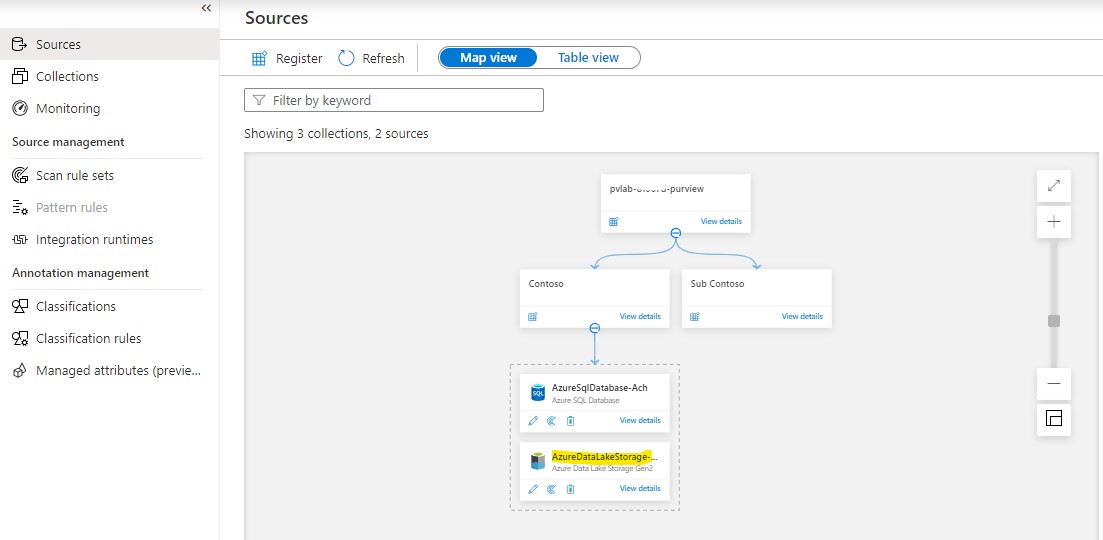 «
Sources
Sources
Register
Refresh
Map view
Table view
Collections
Monitoring
Filter by keyword
Source management
Showing 3 collections, 2 sources
Scan rule sets
Pattern rules
Integration runtimes
Annotation management
Classifications
Classification rules
Managed attributes (previe...
-purview
View details
Contoso
View details
Sub Contoso
View details
AzureSqlDatabase-Ach
SQL
Azure SQL Database
View details
AzureDataLakeStorage-...
Azure Data Lake Storage Gen2
View details